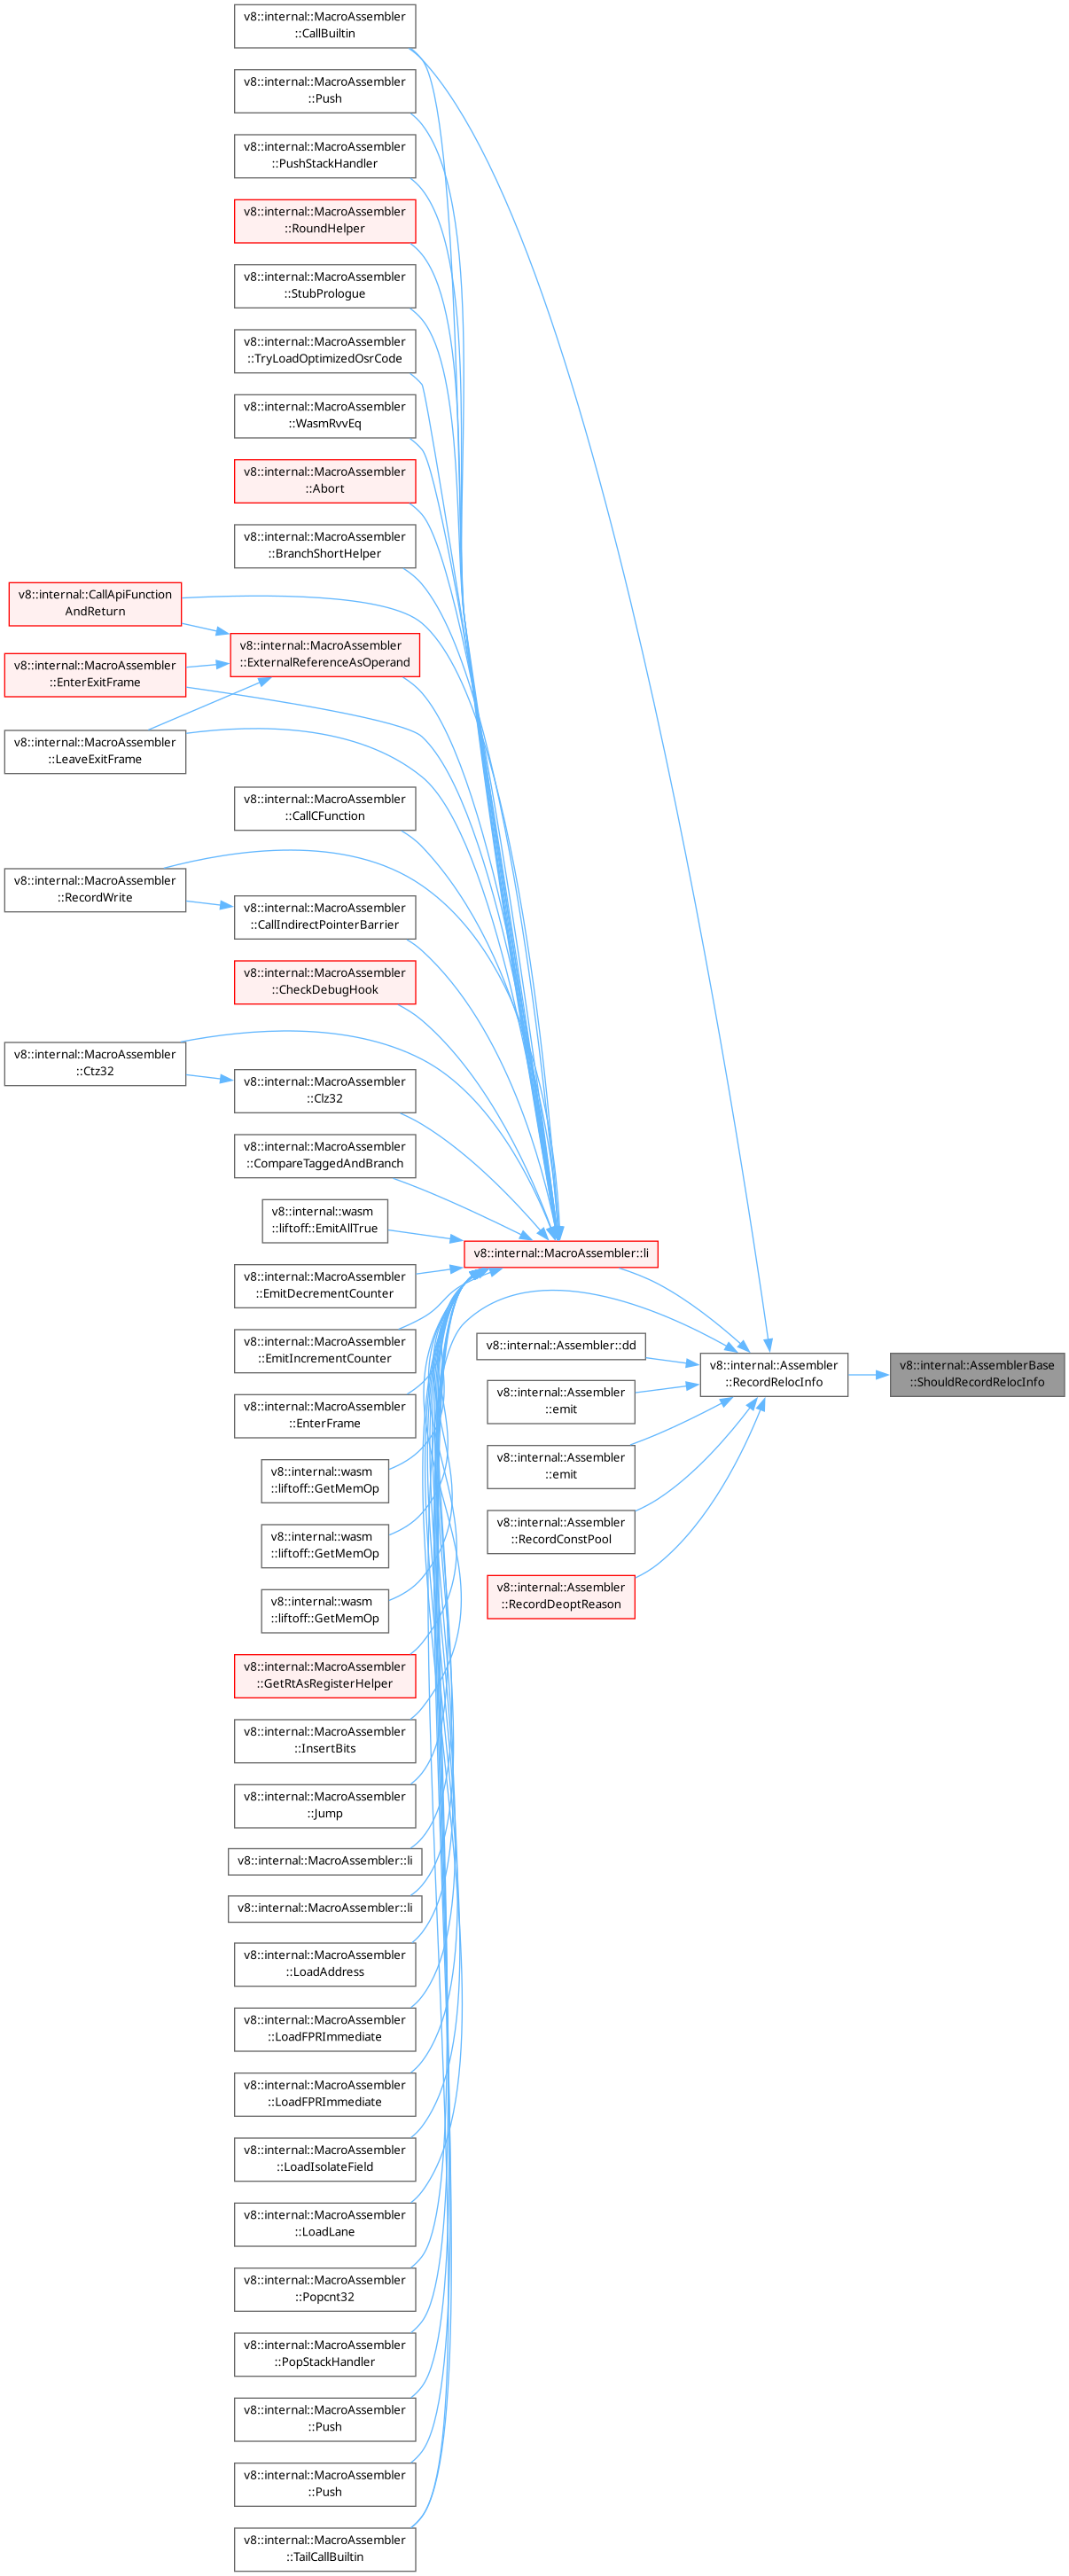 v8::internal::MacroAssembler
::CallBuiltin
v8::internal::MacroAssembler
::Push
v8::internal::MacroAssembler
::PushStackHandler
v8::internal::MacroAssembler
::RoundHelper
v8::internal::MacroAssembler
::StubPrologue
v8::internal::MacroAssembler
::TryLoadOptimizedOsrCode
v8::internal::MacroAssembler
::WasmRvvEq
v8::internal::MacroAssembler
::Abort
v8::internal::MacroAssembler
::BranchShortHelper
v8::internal::CallApiFunction
AndReturn
v8::internal::MacroAssembler
::ExternalReferenceAsOperand
v8::internal::MacroAssembler
::EnterExitFrame
v8::internal::MacroAssembler
::LeaveExitFrame
v8::internal::MacroAssembler
::CallCFunction
v8::internal::MacroAssembler
::RecordWrite
v8::internal::MacroAssembler
::CallIndirectPointerBarrier
v8::internal::MacroAssembler
::CheckDebugHook
v8::internal::MacroAssembler
::Ctz32
v8::internal::MacroAssembler
::Clz32
v8::internal::MacroAssembler
::CompareTaggedAndBranch
v8::internal::wasm
::liftoff::EmitAllTrue
v8::internal::MacroAssembler::li
v8::internal::MacroAssembler
::EmitDecrementCounter
v8::internal::MacroAssembler
::EmitIncrementCounter
v8::internal::Assembler::dd
v8::internal::Assembler
::RecordRelocInfo
v8::internal::AssemblerBase
::ShouldRecordRelocInfo
v8::internal::Assembler
::emit
v8::internal::MacroAssembler
::EnterFrame
v8::internal::Assembler
::emit
v8::internal::wasm
::liftoff::GetMemOp
v8::internal::Assembler
::RecordConstPool
v8::internal::wasm
::liftoff::GetMemOp
v8::internal::Assembler
::RecordDeoptReason
v8::internal::wasm
::liftoff::GetMemOp
v8::internal::MacroAssembler
::GetRtAsRegisterHelper
v8::internal::MacroAssembler
::InsertBits
v8::internal::MacroAssembler
::Jump
v8::internal::MacroAssembler::li
v8::internal::MacroAssembler::li
v8::internal::MacroAssembler
::LoadAddress
v8::internal::MacroAssembler
::LoadFPRImmediate
v8::internal::MacroAssembler
::LoadFPRImmediate
v8::internal::MacroAssembler
::LoadIsolateField
v8::internal::MacroAssembler
::LoadLane
v8::internal::MacroAssembler
::Popcnt32
v8::internal::MacroAssembler
::PopStackHandler
v8::internal::MacroAssembler
::Push
v8::internal::MacroAssembler
::Push
v8::internal::MacroAssembler
::TailCallBuiltin